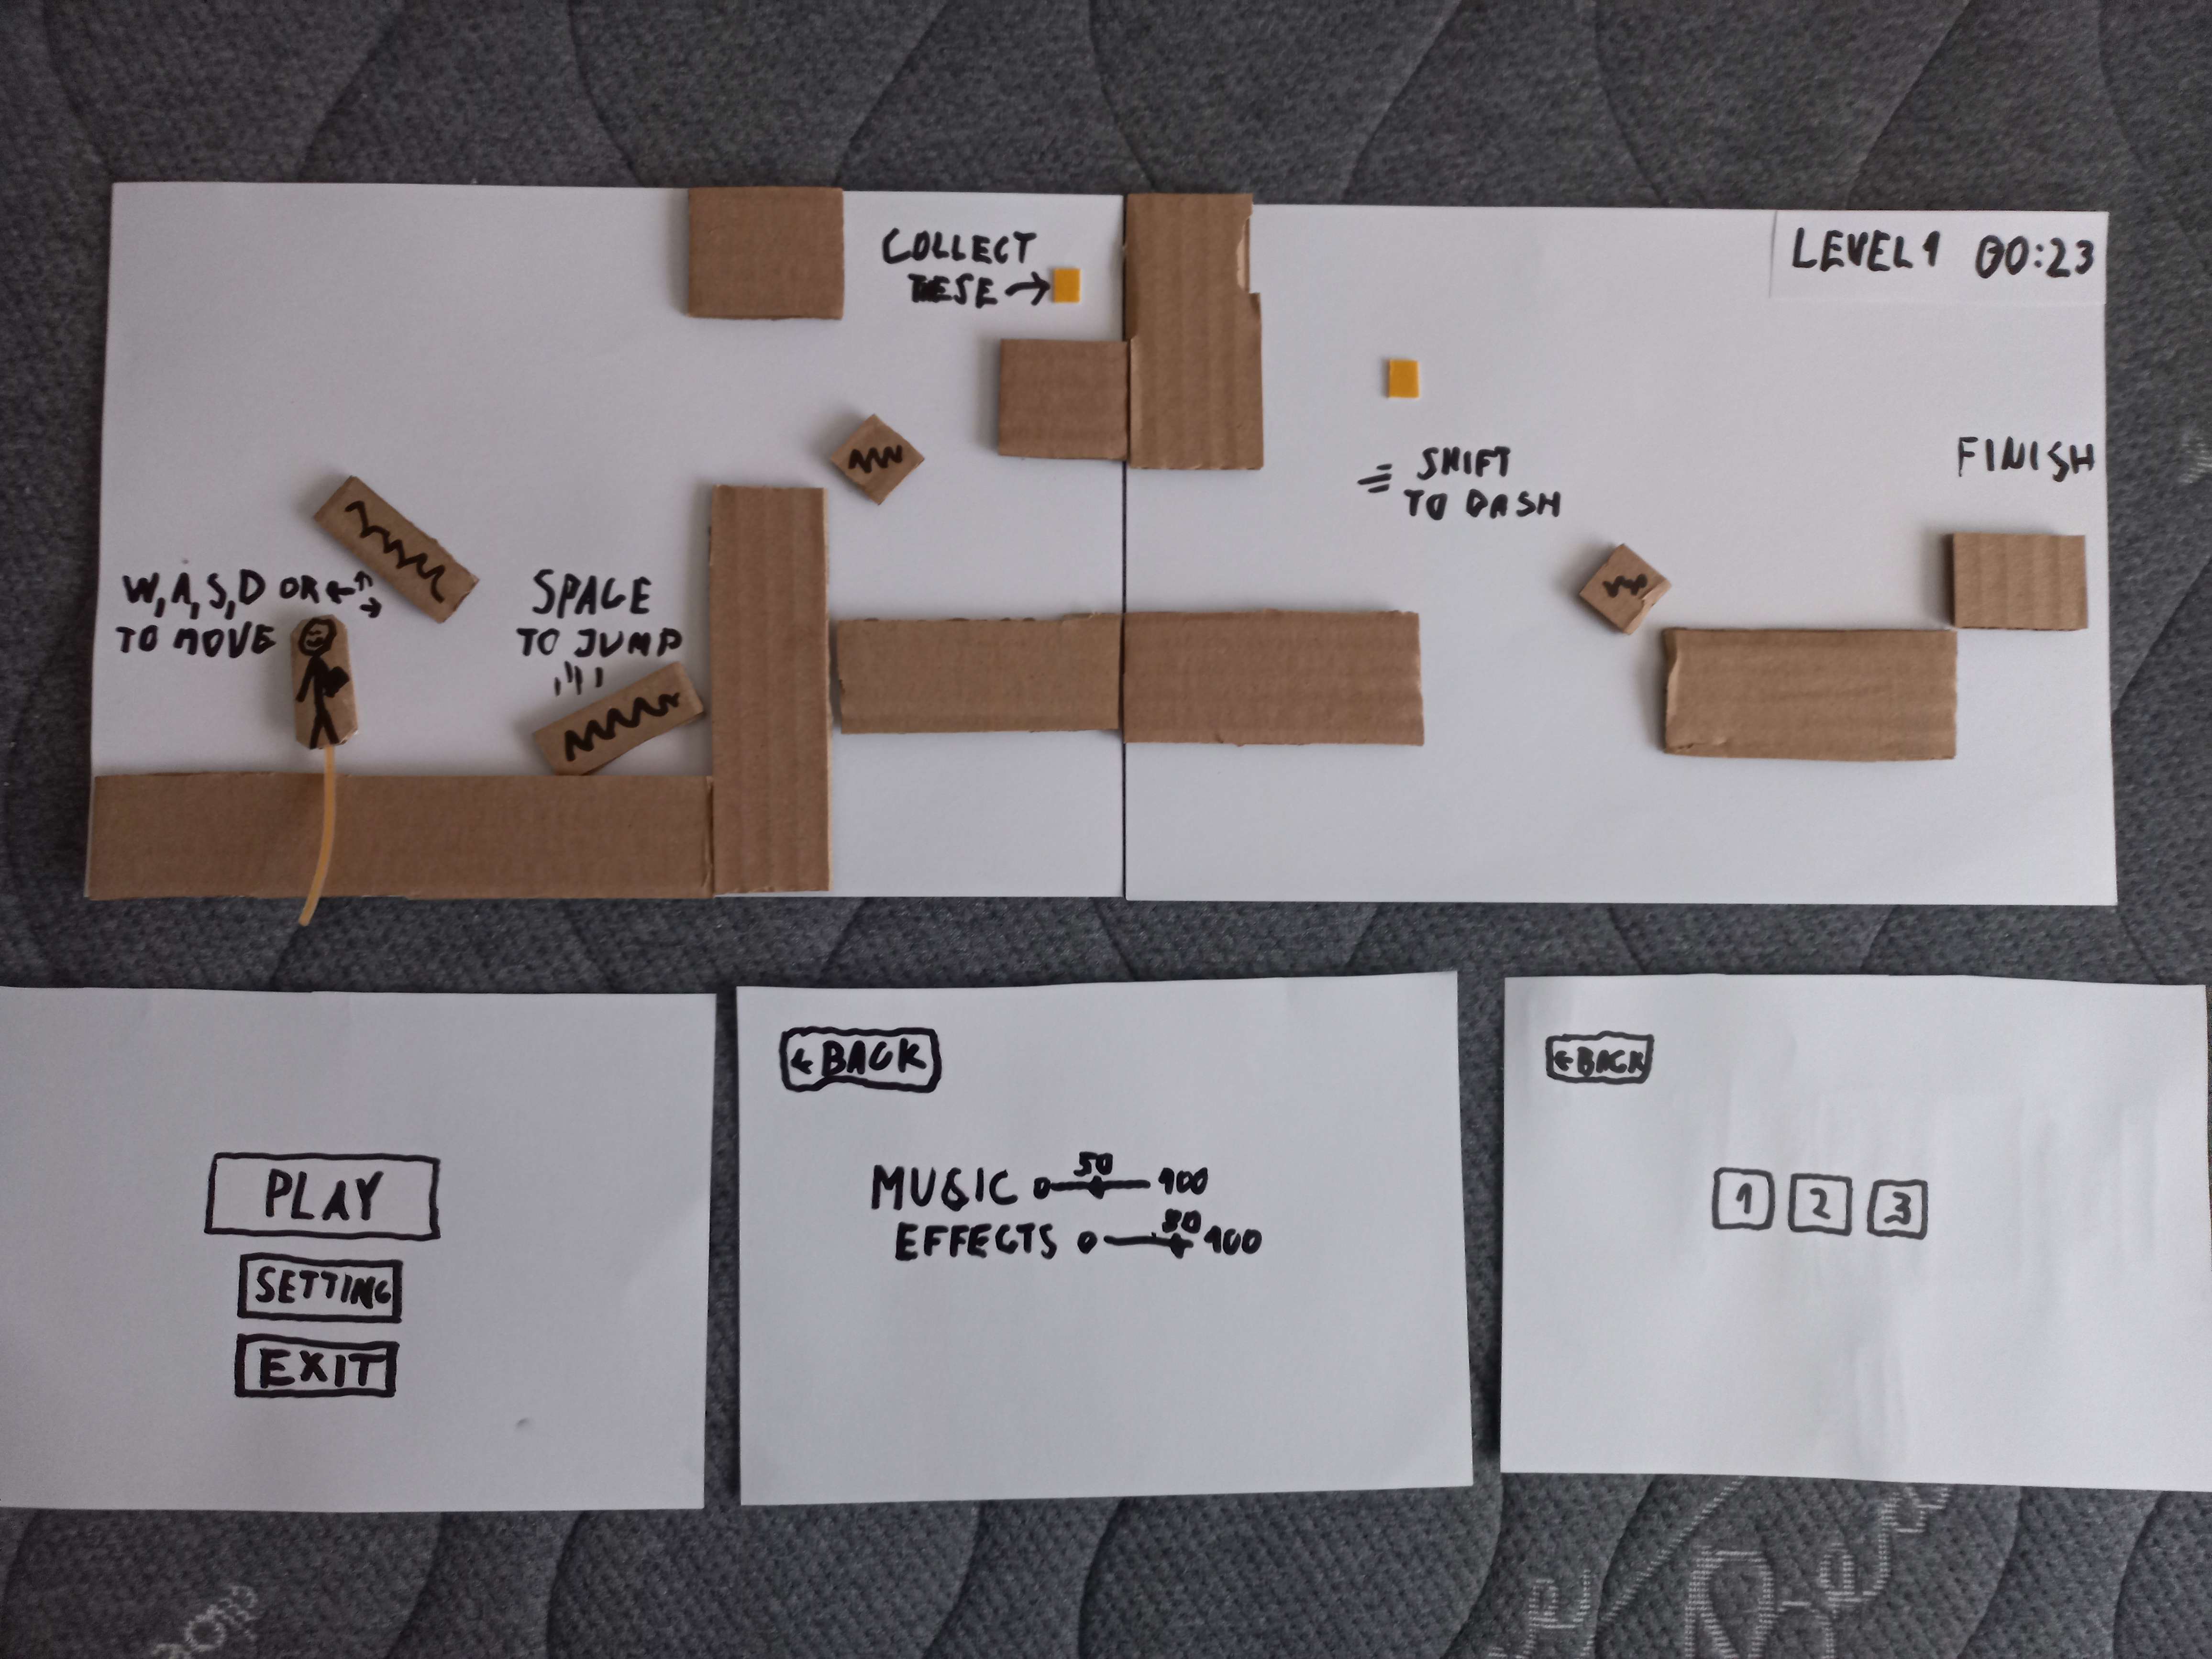 LEVEL 1 00:23
COLLECT
THESE →
W, A, S, D OR ← ↑ →
TO MOVE
SPACE
TO JUMP
SHIFT
TO DASH
FINISH
PLAY
SETTING
EXIT
← BACK
50
MUSIC 0 100
80
EFFECTS 0 100
← BACK
1 2 3